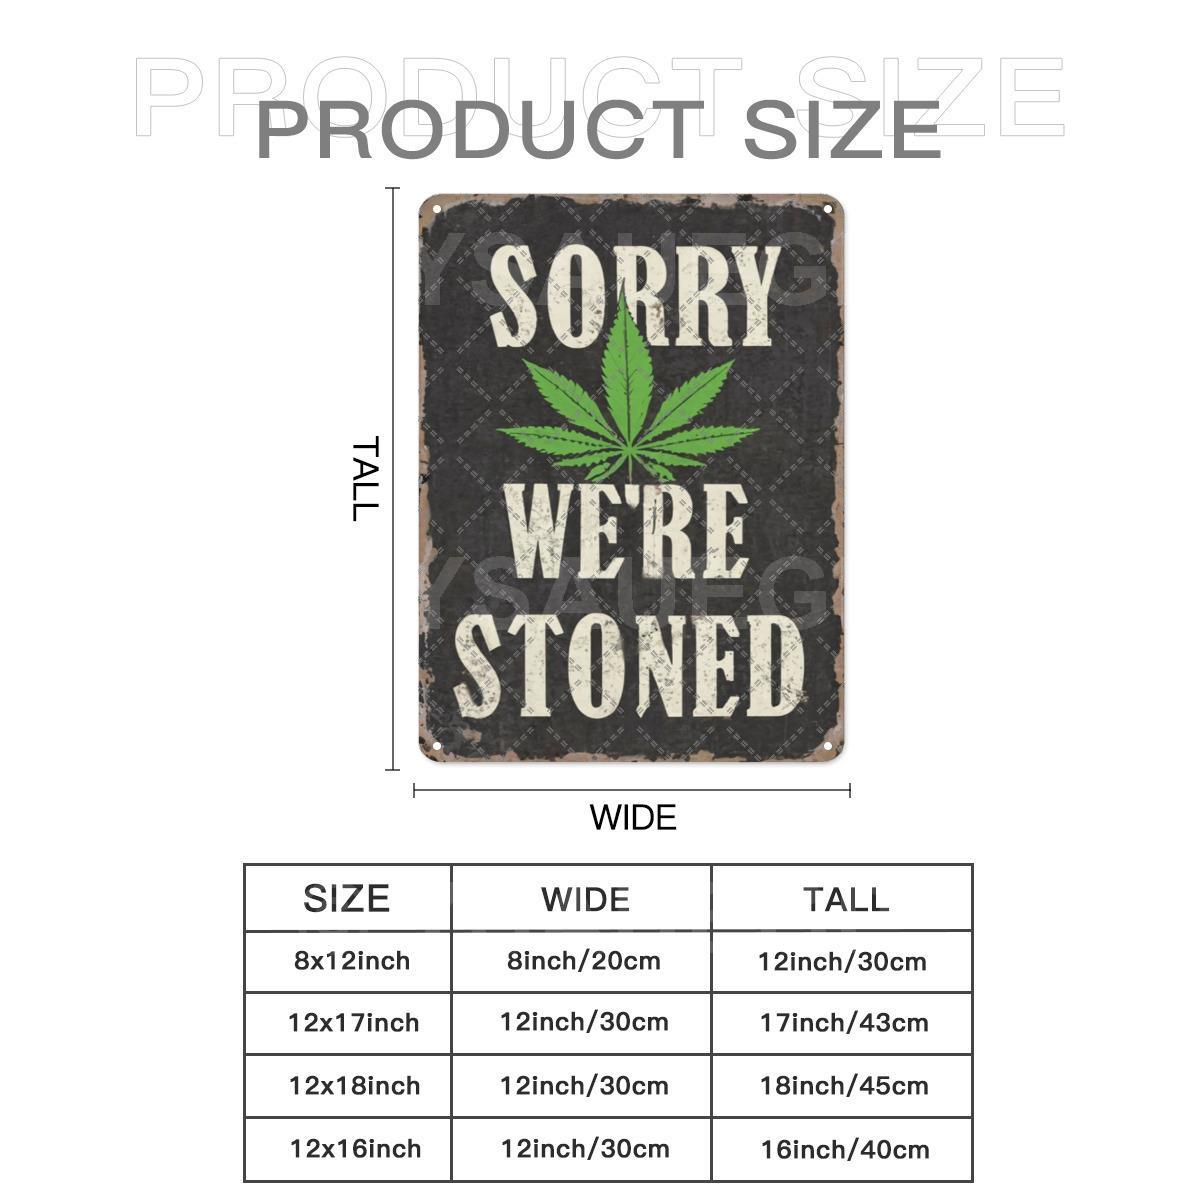 PRODUCT SIZE
PRODUCT SIZE
SORRY
WE'RE
STONED
TALL
WIDE
SIZE WIDE TALL
8x12inch 8inch/20cm 12inch/30cm
12x17inch 12inch/30cm 17inch/43cm
12x18inch 12inch/30cm 18inch/45cm
12x16inch 12inch/30cm 16inch/40cm